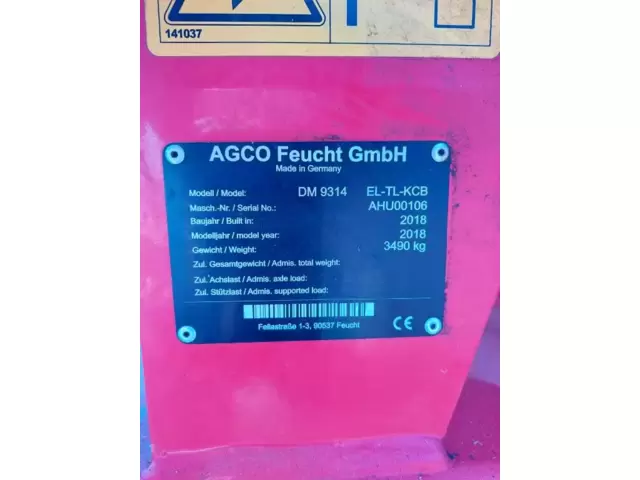 141037
AGCO Feucht GmbH
Made in Germany
Modell / Model: DM 9314 EL-TL-KCB
Masch.-Nr. / Serial No.: AHU00106
Baujahr / Built in: 2018
Modelljahr / model year: 2018
Gewicht / Weight: 3490 kg
Zul. Gesamtgewicht / Admis. total weight:
Zul. Achslast / Admis. axle load:
Zul. Stützlast / Admis. supported load:
Fellastraße 1-3, 90537 Feucht
CE